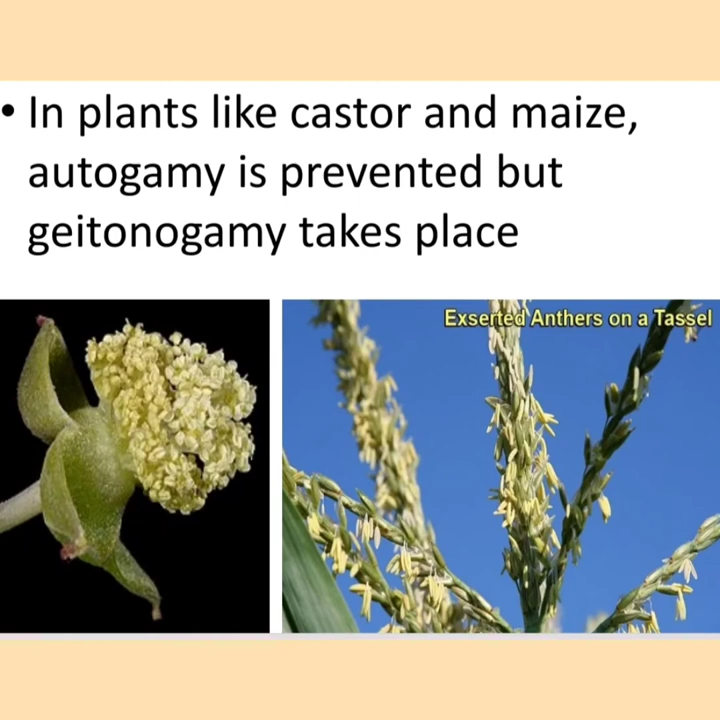 • In plants like castor and maize,
autogamy is prevented but
geitonogamy takes place
Exserted Anthers on a Tassel